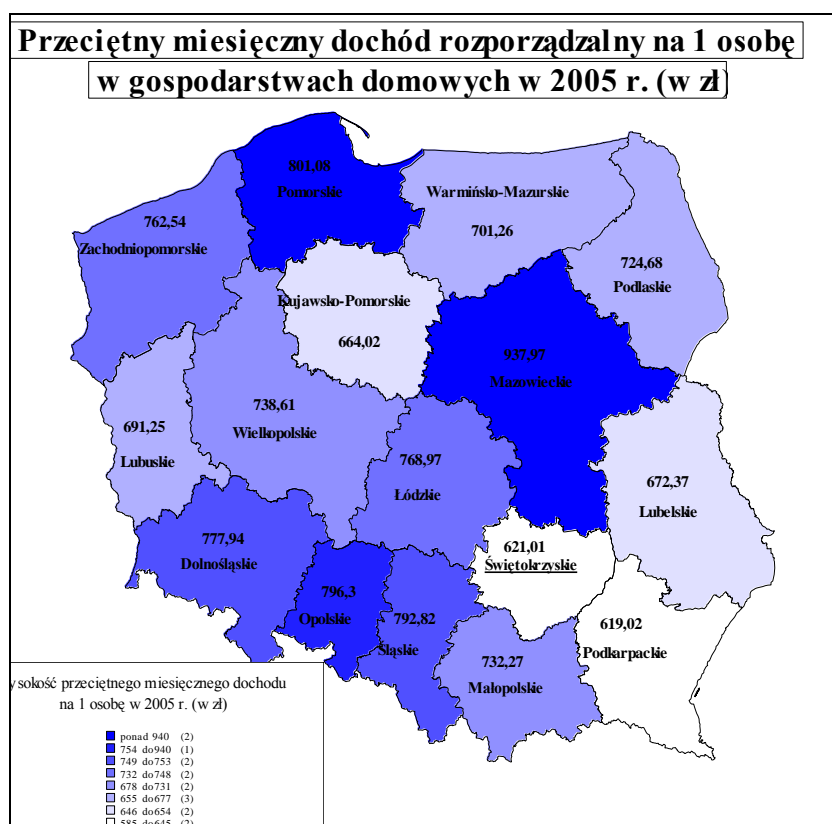 Przeciętny miesięczny dochód rozporządzalny na 1 osobę
w gospodarstwach domowych w 2005 r. (w zł)
801,08
Pomorskie
Warmińsko-Mazurskie
701,26
762,54
Zachodniopomorskie
724,68
Podlaskie
Kujawsko-Pomorskie
664,02
937,97
Mazowieckie
738,61
Wielkopolskie
691,25
Lubuskie
768,97
Łódzkie
672,37
Lubelskie
777,94
Dolnośląskie
621,01
Świętokrzyskie
796,3
Opolskie
792,82
Śląskie
619,02
Podkarpackie
732,27
Małopolskie
ysokość przeciętnego miesięcznego dochodu
na 1 osobę w 2005 r. (w zł)
ponad 940 (2)
754 do940 (1)
749 do753 (2)
732 do748 (2)
678 do731 (2)
655 do677 (3)
646 do654 (2)
585 do645 (2)